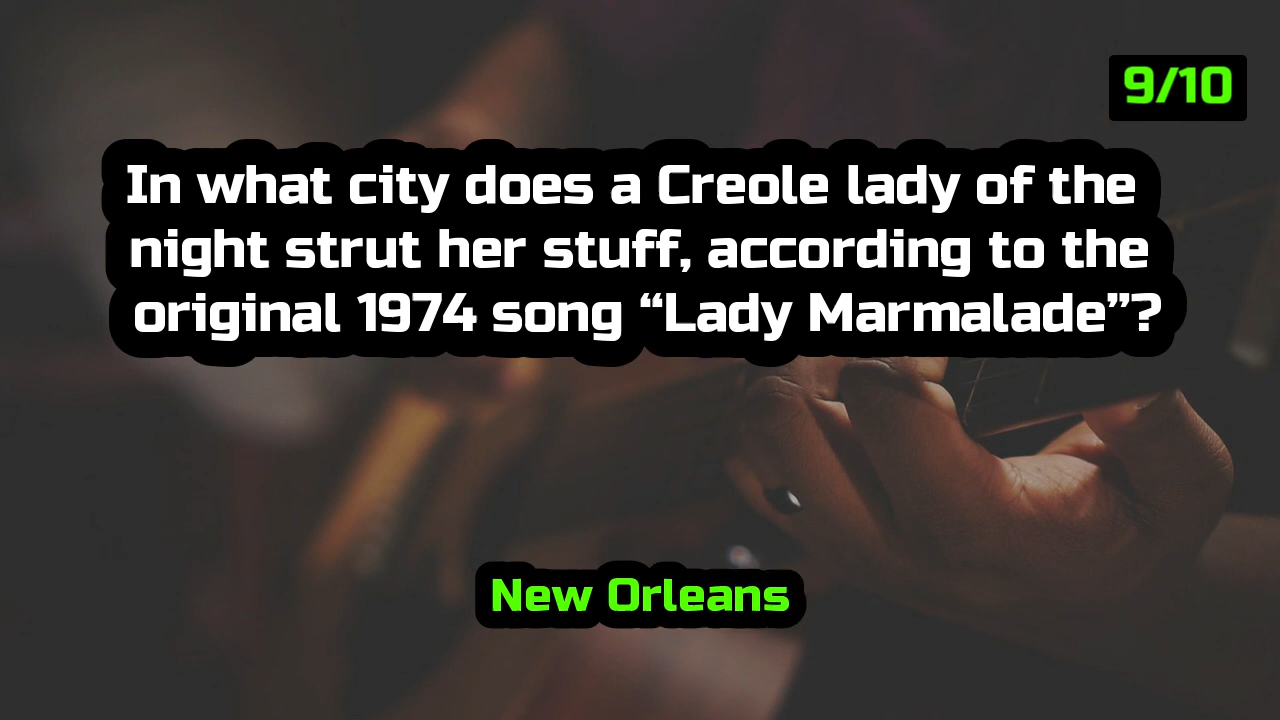 9/10
In what city does a Creole lady of the
night strut her stuff, according to the
original 1974 song “Lady Marmalade”?
New Orleans